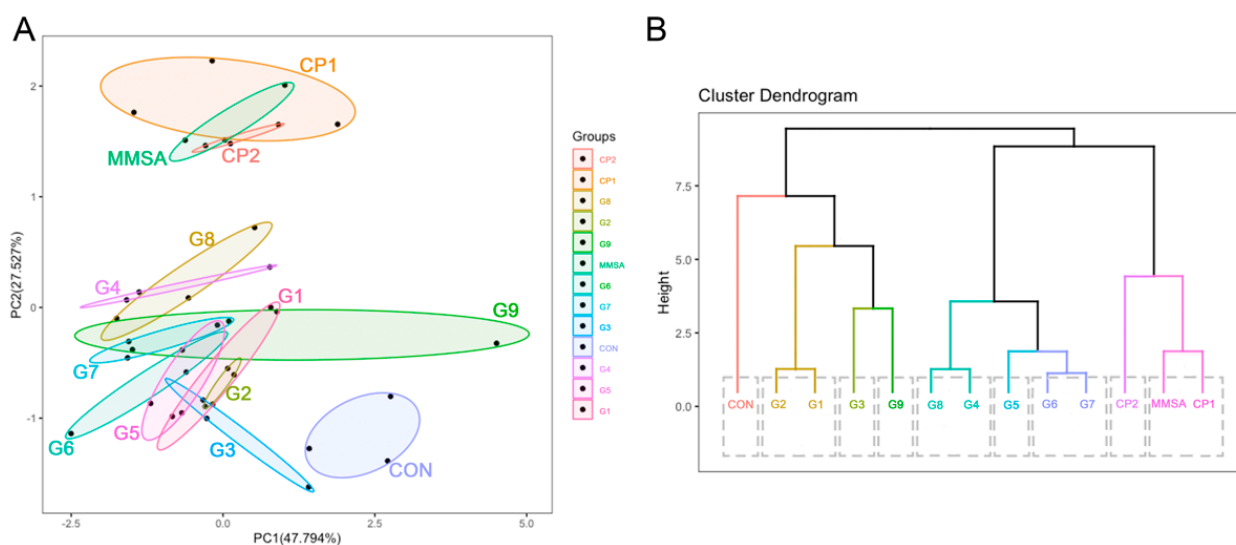 A
CP1
MMSA
CP2
G8
G4
G1
G9
G7
G2
G5
G6
G3
CON
2
1
0
-1
-2.5
0.0
2.5
5.0
PC2(27.527%)
PC1(47.794%)
Groups
CP2
CP1
G8
G2
G9
MMSA
G6
G7
G3
CON
G4
G5
G1
B
Cluster Dendrogram
Height
7.5
5.0
2.5
0.0
CON G2 G1 G3 G9 G8 G4 G5 G6 G7 CP2 MMSA CP1